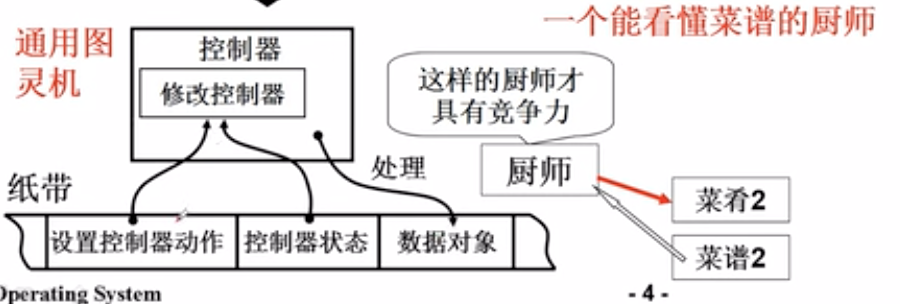 一个能看懂菜谱的厨师
通用图
灵机
控制器
修改控制器
这样的厨师才
具有竞争力
处理
厨师
纸带
菜肴2
设置控制器动作
控制器状态
数据对象
菜谱2
Operating System
- 4 -